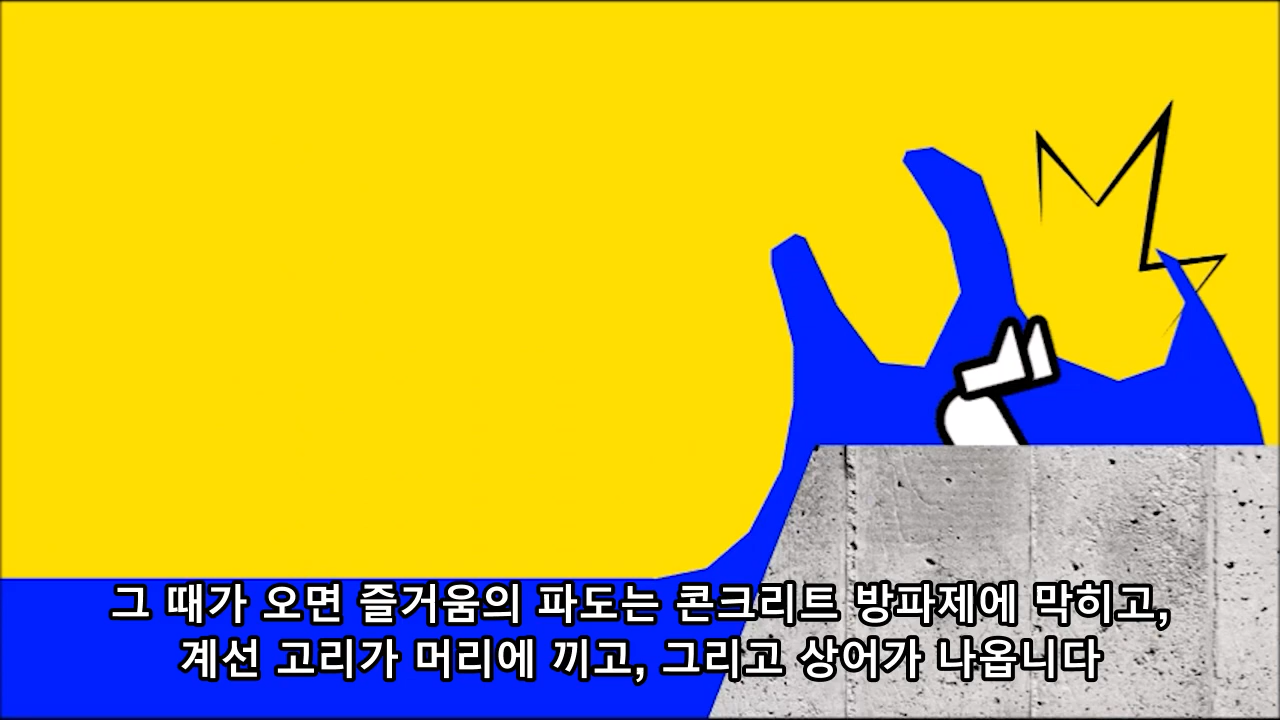 그 때가 오면 즐거움의 파도는 콘크리트 방파제에 막히고,
계선 고리가 머리에 끼고, 그리고 상어가 나옵니다